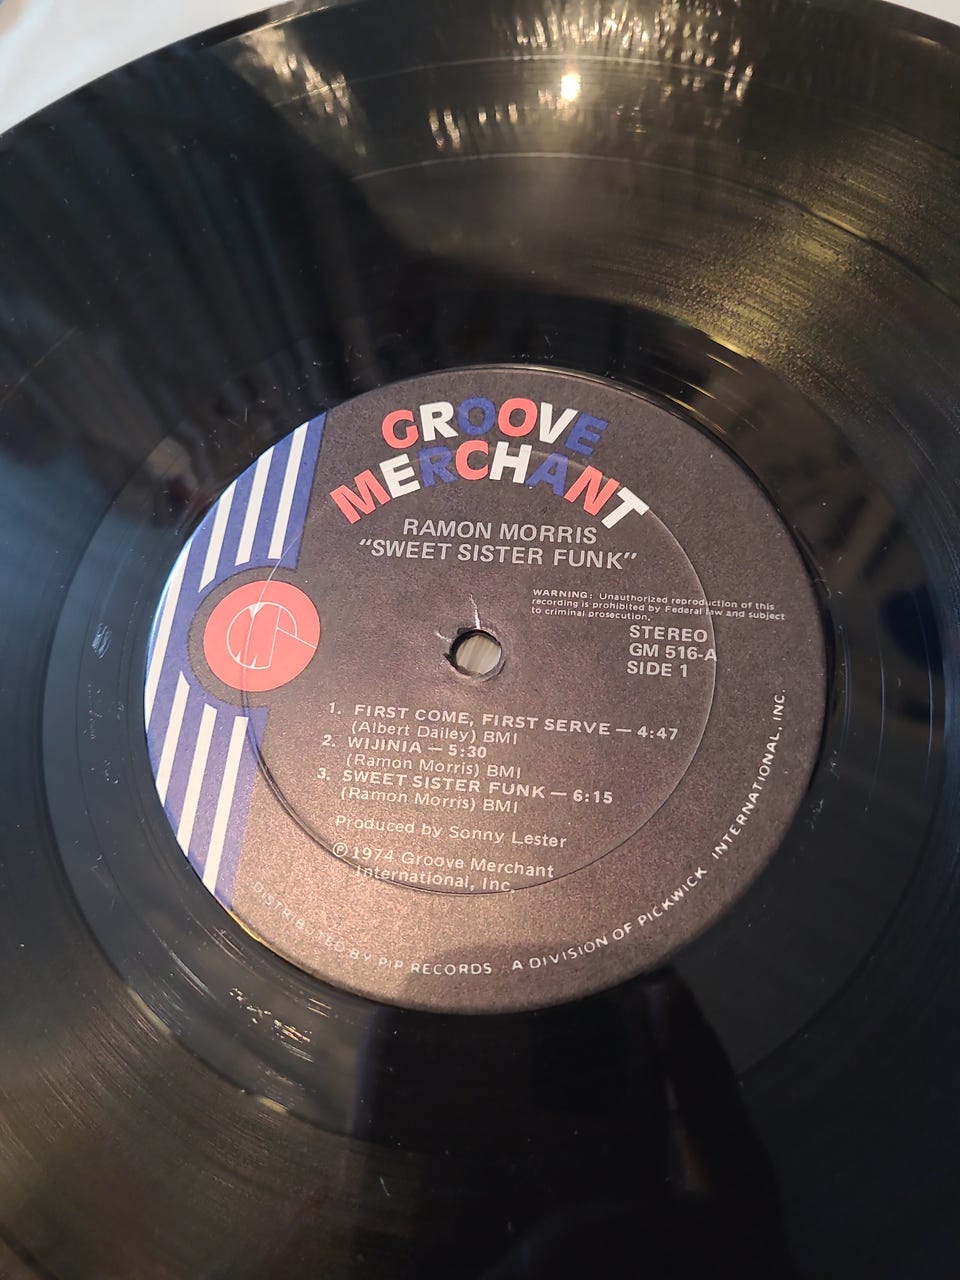 GROOVE
MERCHANT
RAMON MORRIS
“SWEET SISTER FUNK”
WARNING: Unauthorized reproduction of this
recording is prohibited by Federal law and subject
to criminal prosecution.
STEREO
GM 516-A
SIDE 1
1. FIRST COME, FIRST SERVE — 4:47
(Albert Dailey) BMI
2. WIJINIA — 5:30
(Ramon Morris) BMI
3. SWEET SISTER FUNK — 6:15
(Ramon Morris) BMI
Produced by Sonny Lester
℗1974 Groove Merchant
International, Inc.
DISTRIBUTED BY PIP RECORDS A DIVISION OF PICKWICK INTERNATIONAL, INC.